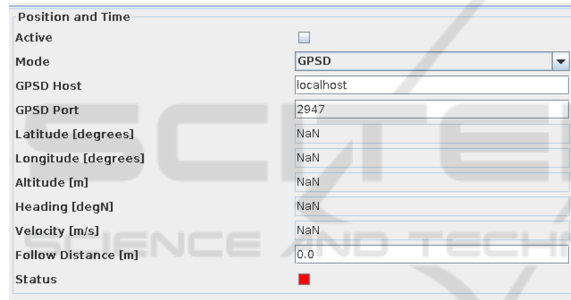 Position and Time
Active
Mode GPSD
GPSD Host localhost
GPSD Port 2947
Latitude [degrees] NaN
Longitude [degrees] NaN
Altitude [m] NaN
Heading [degN] NaN
Velocity [m/s] NaN
Follow Distance [m] 0.0
Status